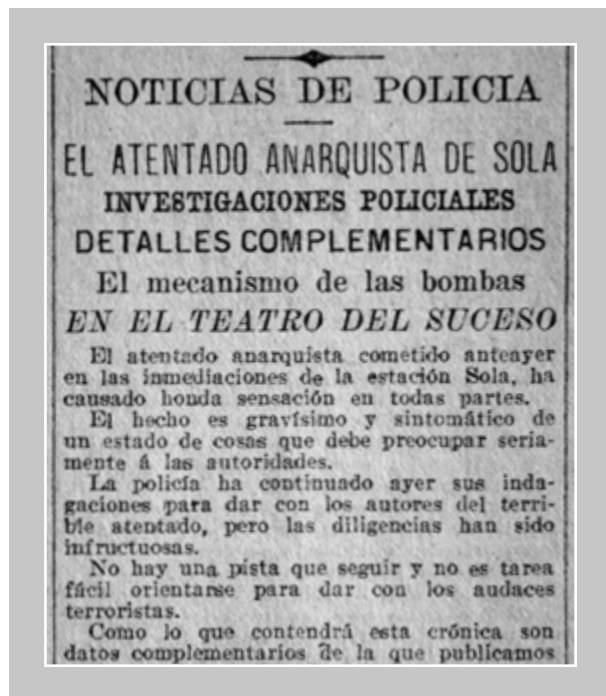 NOTICIAS DE POLICIA
EL ATENTADO ANARQUISTA DE SOLA
INVESTIGACIONES POLICIALES
DETALLES COMPLEMENTARIOS
El mecanismo de las bombas
EN EL TEATRO DEL SUCESO
El atentado anarquista cometido anteayer
en las inmediaciones de la estación Sola, ha
causado honda sensación en todas partes.
El hecho es gravísimo y sintomático de
un estado de cosas que debe preocupar seria-
mente á las autoridades.
La policía ha continuado ayer sus inda-
gaciones para dar con los autores del terri-
ble atentado, pero las diligencias han sido
infructuosas.
No hay una pista que seguir y no es tarea
fácil orientarse para dar con los audaces
terroristas.
Como lo que contendrá esta crónica son
datos complementarios de la que publicamos